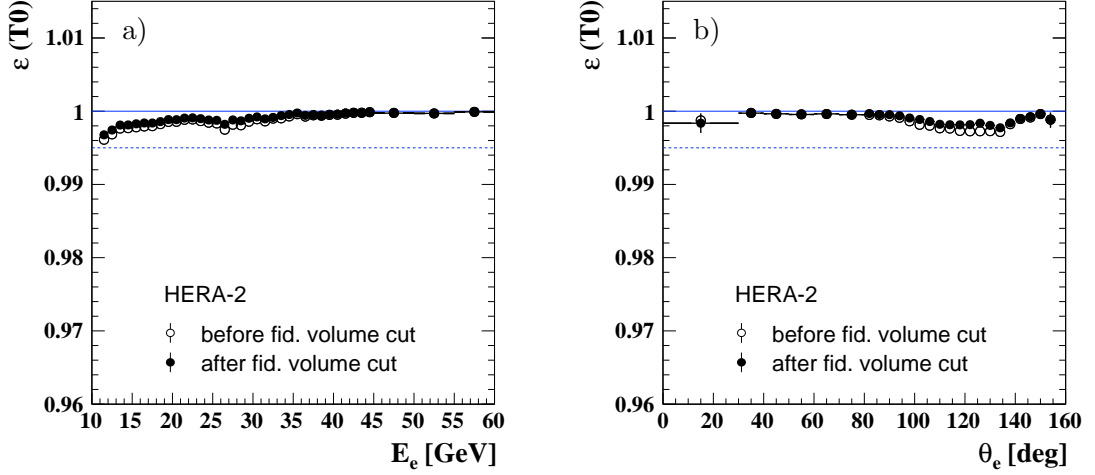 a)
ε (T0)
1.01
1
0.99
0.98
0.97
0.96
HERA-2
before fid. volume cut
after fid. volume cut
10 15 20 25 30 35 40 45 50 55 60
E_e [GeV]
b)
ε (T0)
1.01
1
0.99
0.98
0.97
0.96
HERA-2
before fid. volume cut
after fid. volume cut
0 20 40 60 80 100 120 140 160
θ_e [deg]